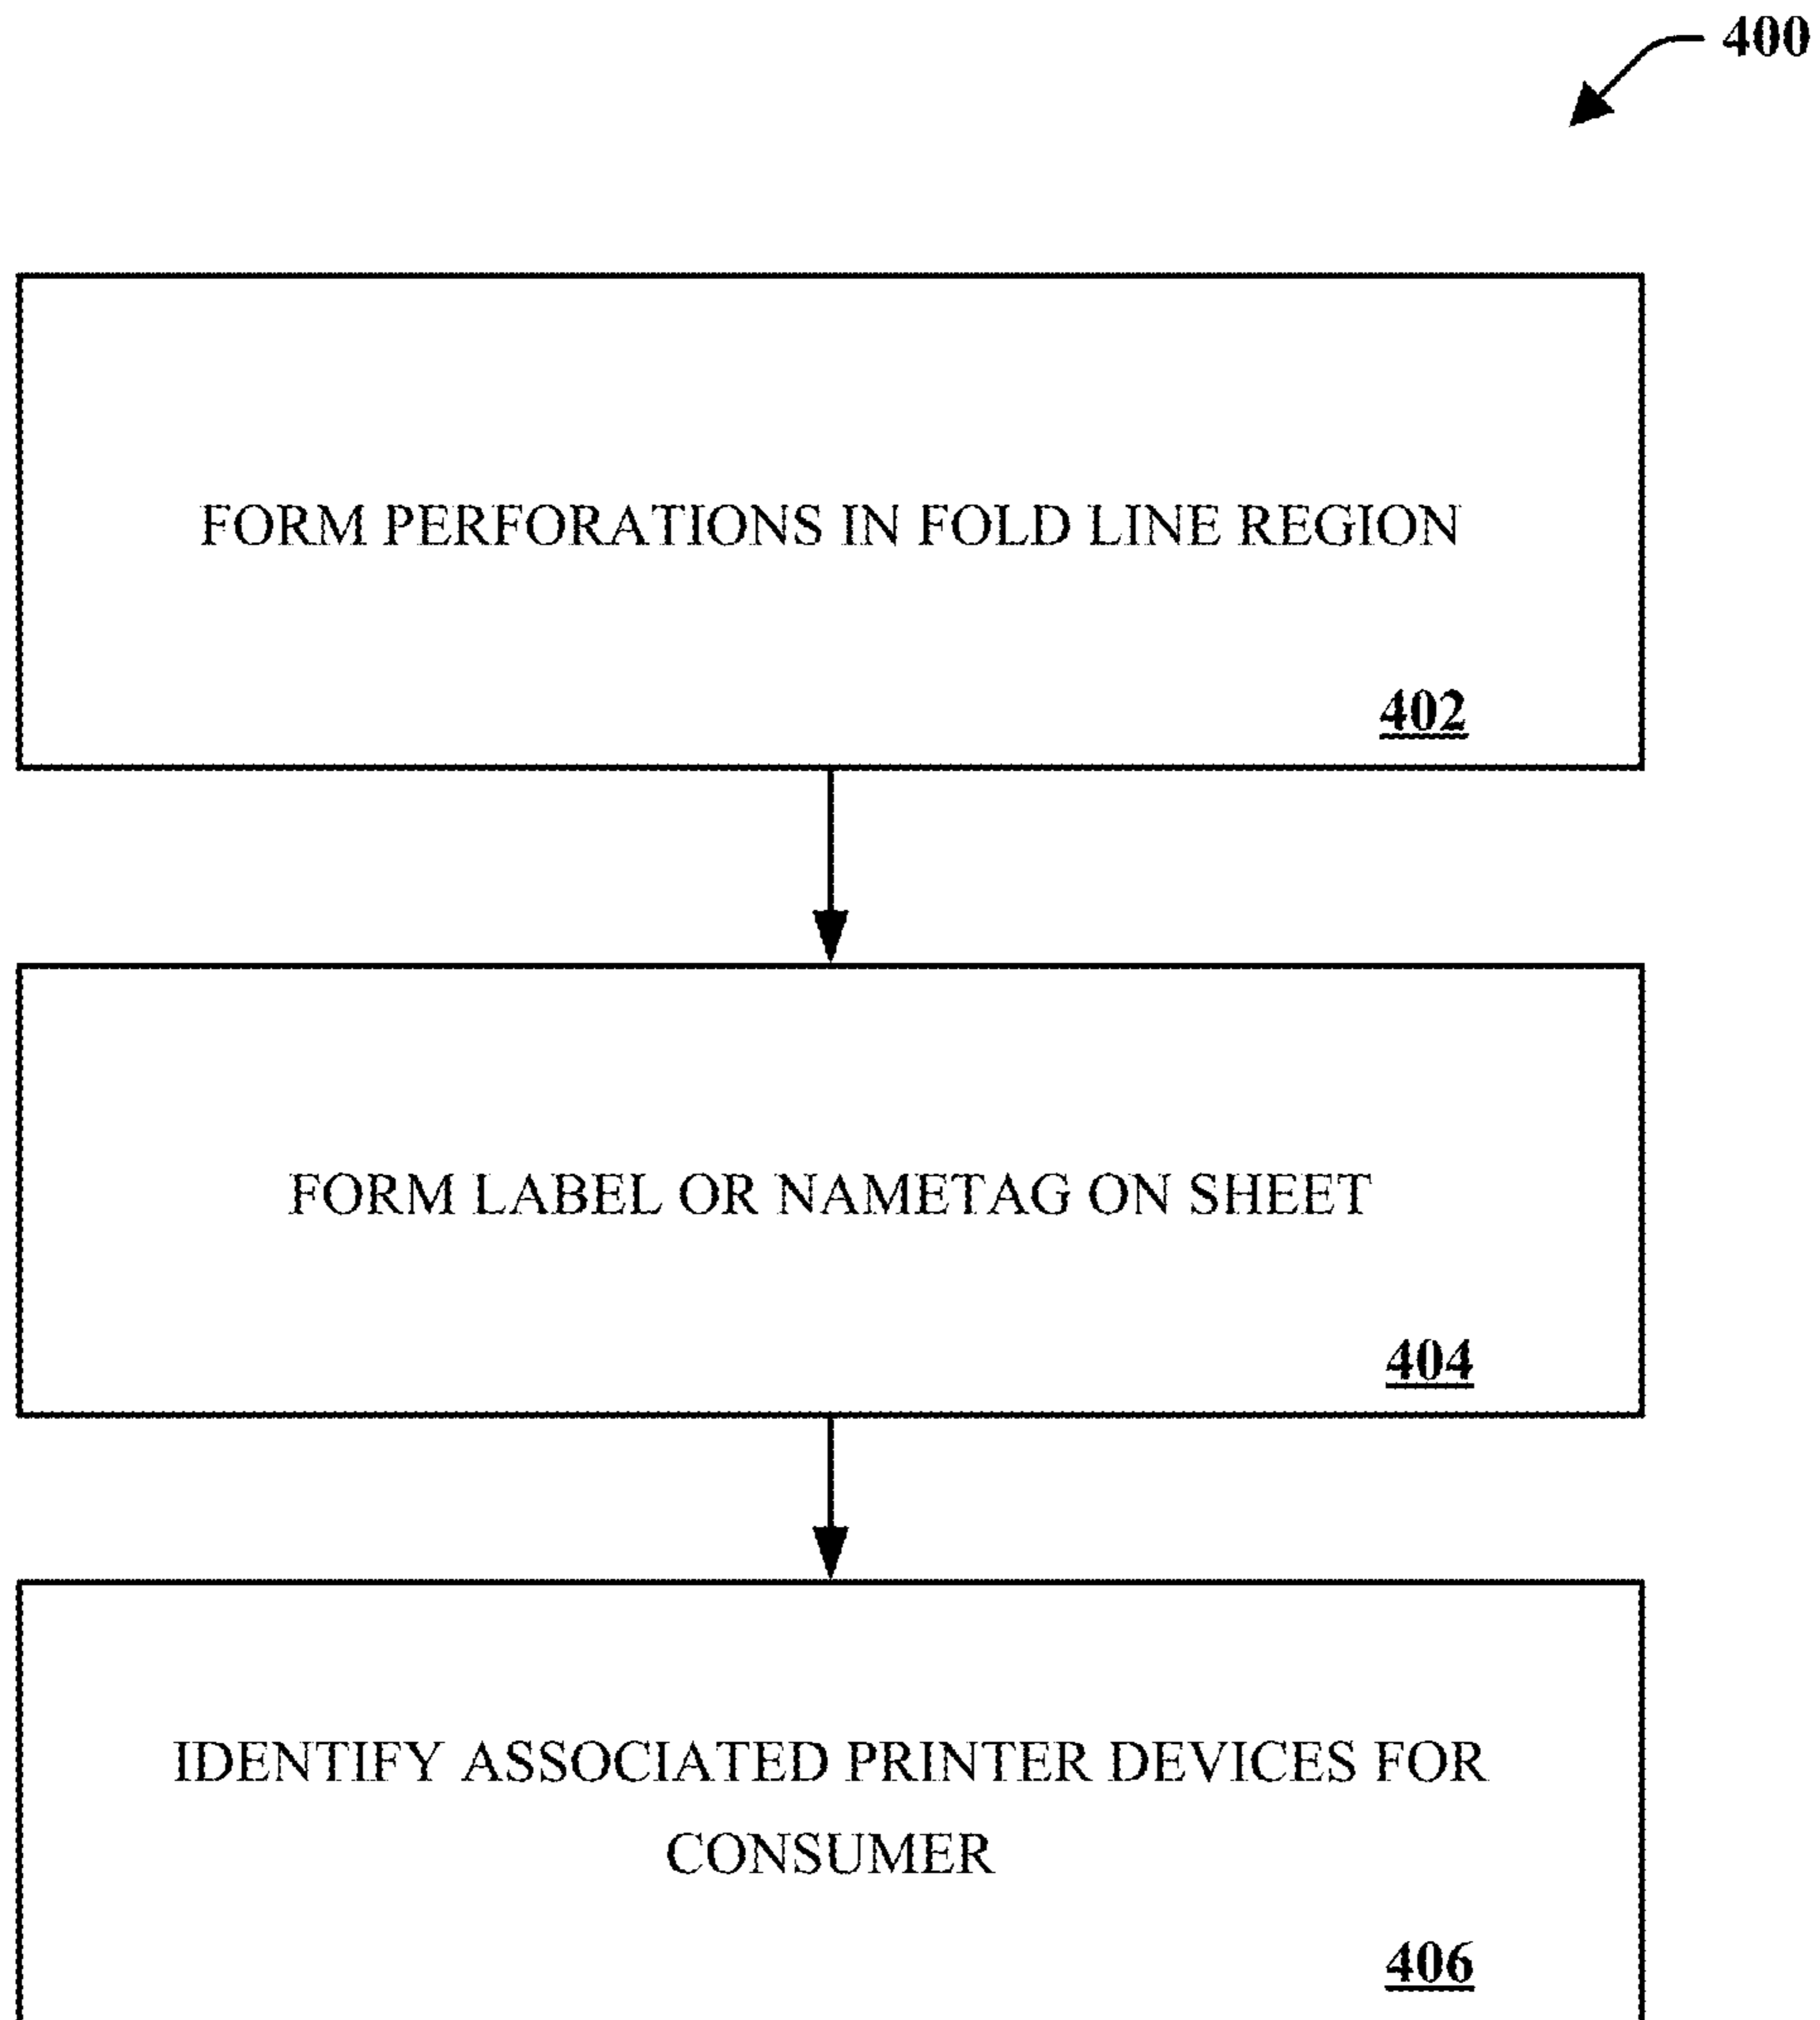 400
FORM PERFORATIONS IN FOLD LINE REGION
402
FORM LABEL OR NAMETAG ON SHEET
404
IDENTIFY ASSOCIATED PRINTER DEVICES FOR
CONSUMER
406